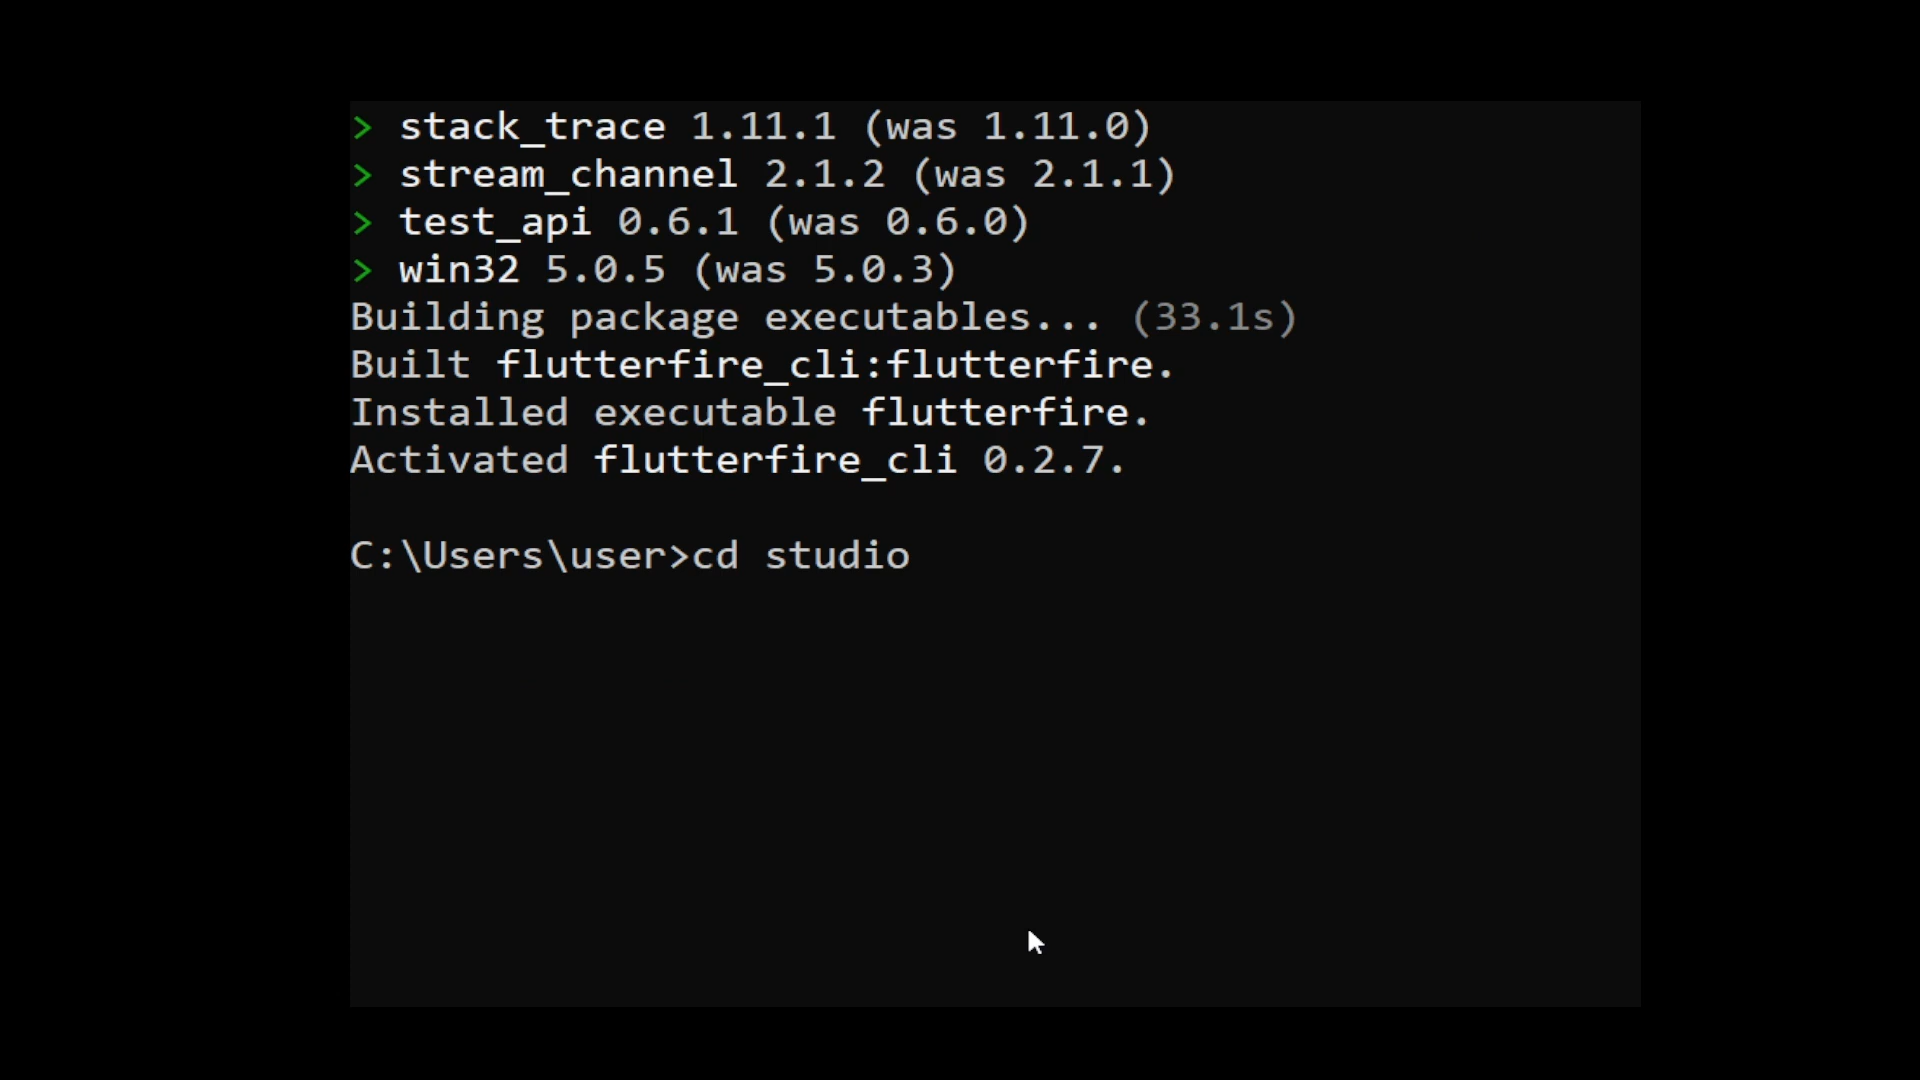 > stack_trace 1.11.1 (was 1.11.0)
> stream_channel 2.1.2 (was 2.1.1)
> test_api 0.6.1 (was 0.6.0)
> win32 5.0.5 (was 5.0.3)
Building package executables... (33.1s)
Built flutterfire_cli:flutterfire.
Installed executable flutterfire.
Activated flutterfire_cli 0.2.7.
C:\Users\user>cd studio